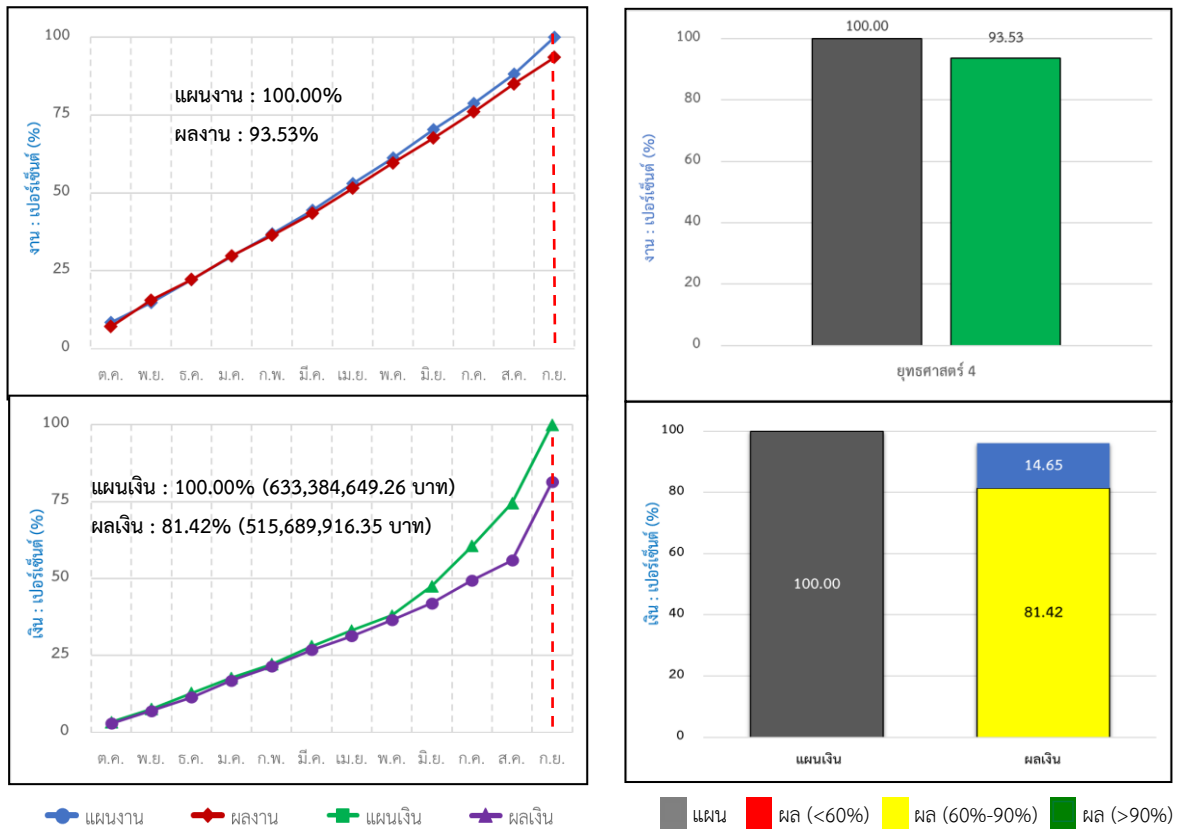 งาน : เปอร์เซ็นต์ (%)
100
75
50
25
0
แผนงาน : 100.00%
ผลงาน : 93.53%
ต.ค. พ.ย. ธ.ค. ม.ค. ก.พ. มี.ค. เม.ย. พ.ค. มิ.ย. ก.ค. ส.ค. ก.ย.
งาน : เปอร์เซ็นต์ (%)
100
80
60
40
20
0
100.00
93.53
ยุทธศาสตร์ 4
เงิน : เปอร์เซ็นต์ (%)
100
75
50
25
0
แผนเงิน : 100.00% (633,384,649.26 บาท)
ผลเงิน : 81.42% (515,689,916.35 บาท)
ต.ค. พ.ย. ธ.ค. ม.ค. ก.พ. มี.ค. เม.ย. พ.ค. มิ.ย. ก.ค. ส.ค. ก.ย.
เงิน : เปอร์เซ็นต์ (%)
100
80
60
40
20
0
100.00
14.65
81.42
แผนเงิน ผลเงิน
แผนงาน ผลงาน แผนเงิน ผลเงิน
แผน ผล (<60%) ผล (60%-90%) ผล (>90%)